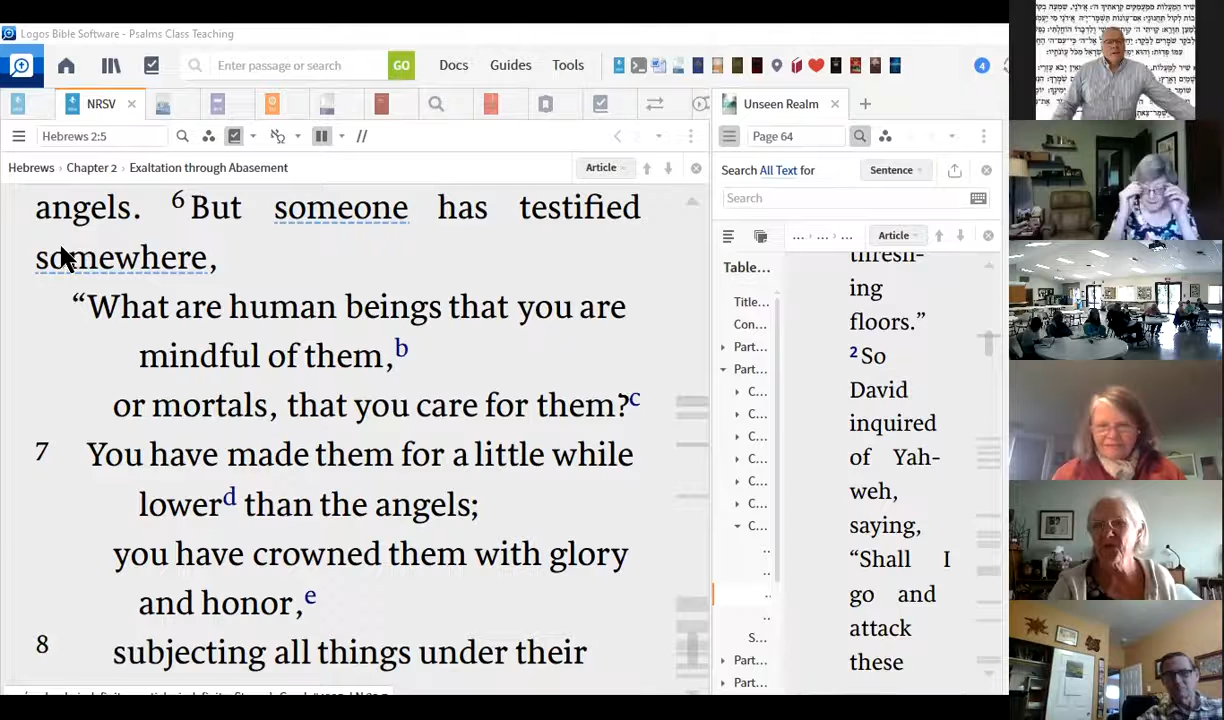 Logos Bible Software - Psalms Class Teaching
Enter passage or search GO Docs Guides Tools 4
NRSV
Unseen Realm
Hebrews 2:5
Page 64
Hebrews › Chapter 2 › Exaltation through Abasement Article
Search All Text for Sentence
Search
angels. 6 But someone has testified
somewhere,
“What are human beings that you are
mindful of them,b
or mortals, that you care for them?c
7 You have made them for a little while
lowerd than the angels;
you have crowned them with glory
and honor,e
8 subjecting all things under their
... › ... › ... Article
Table...
Title...
Con...
Part...
Part...
C...
C...
C...
C...
C...
C...
C...
..
..
..
..
S...
Part...
Part...
thresh-
ing
floors.”
2 So
David
inquired
of Yah-
weh,
saying,
“Shall I
go and
attack
these